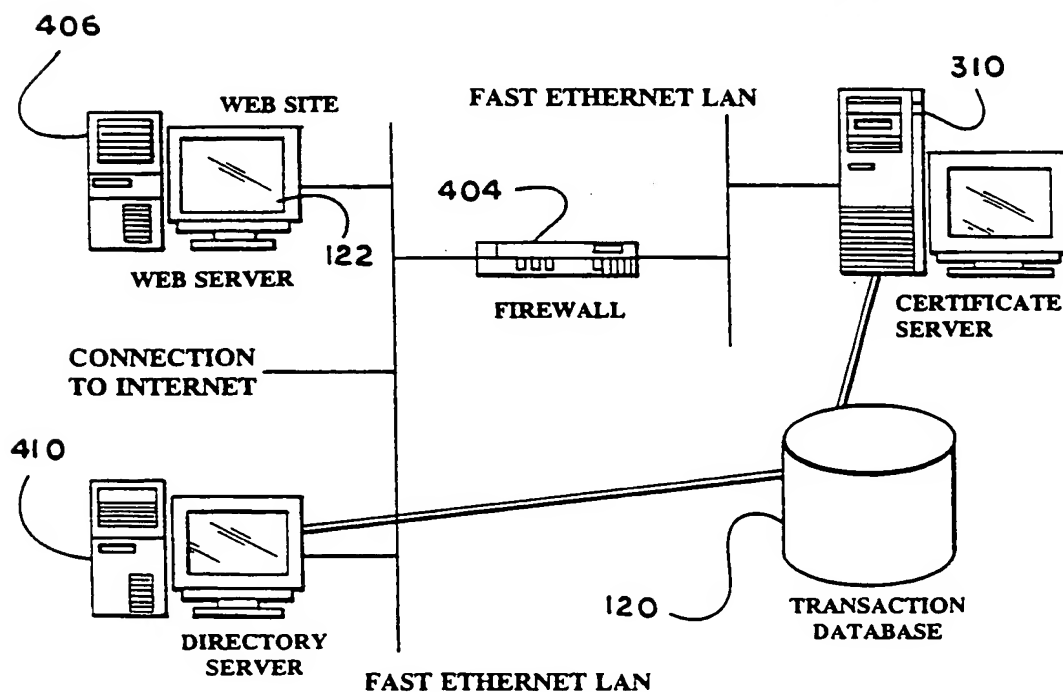 406
310
WEB SITE
FAST ETHERNET LAN
404
122
WEB SERVER
FIREWALL
CERTIFICATE
SERVER
CONNECTION
TO INTERNET
410
120
TRANSACTION
DATABASE
DIRECTORY
SERVER
FAST ETHERNET LAN